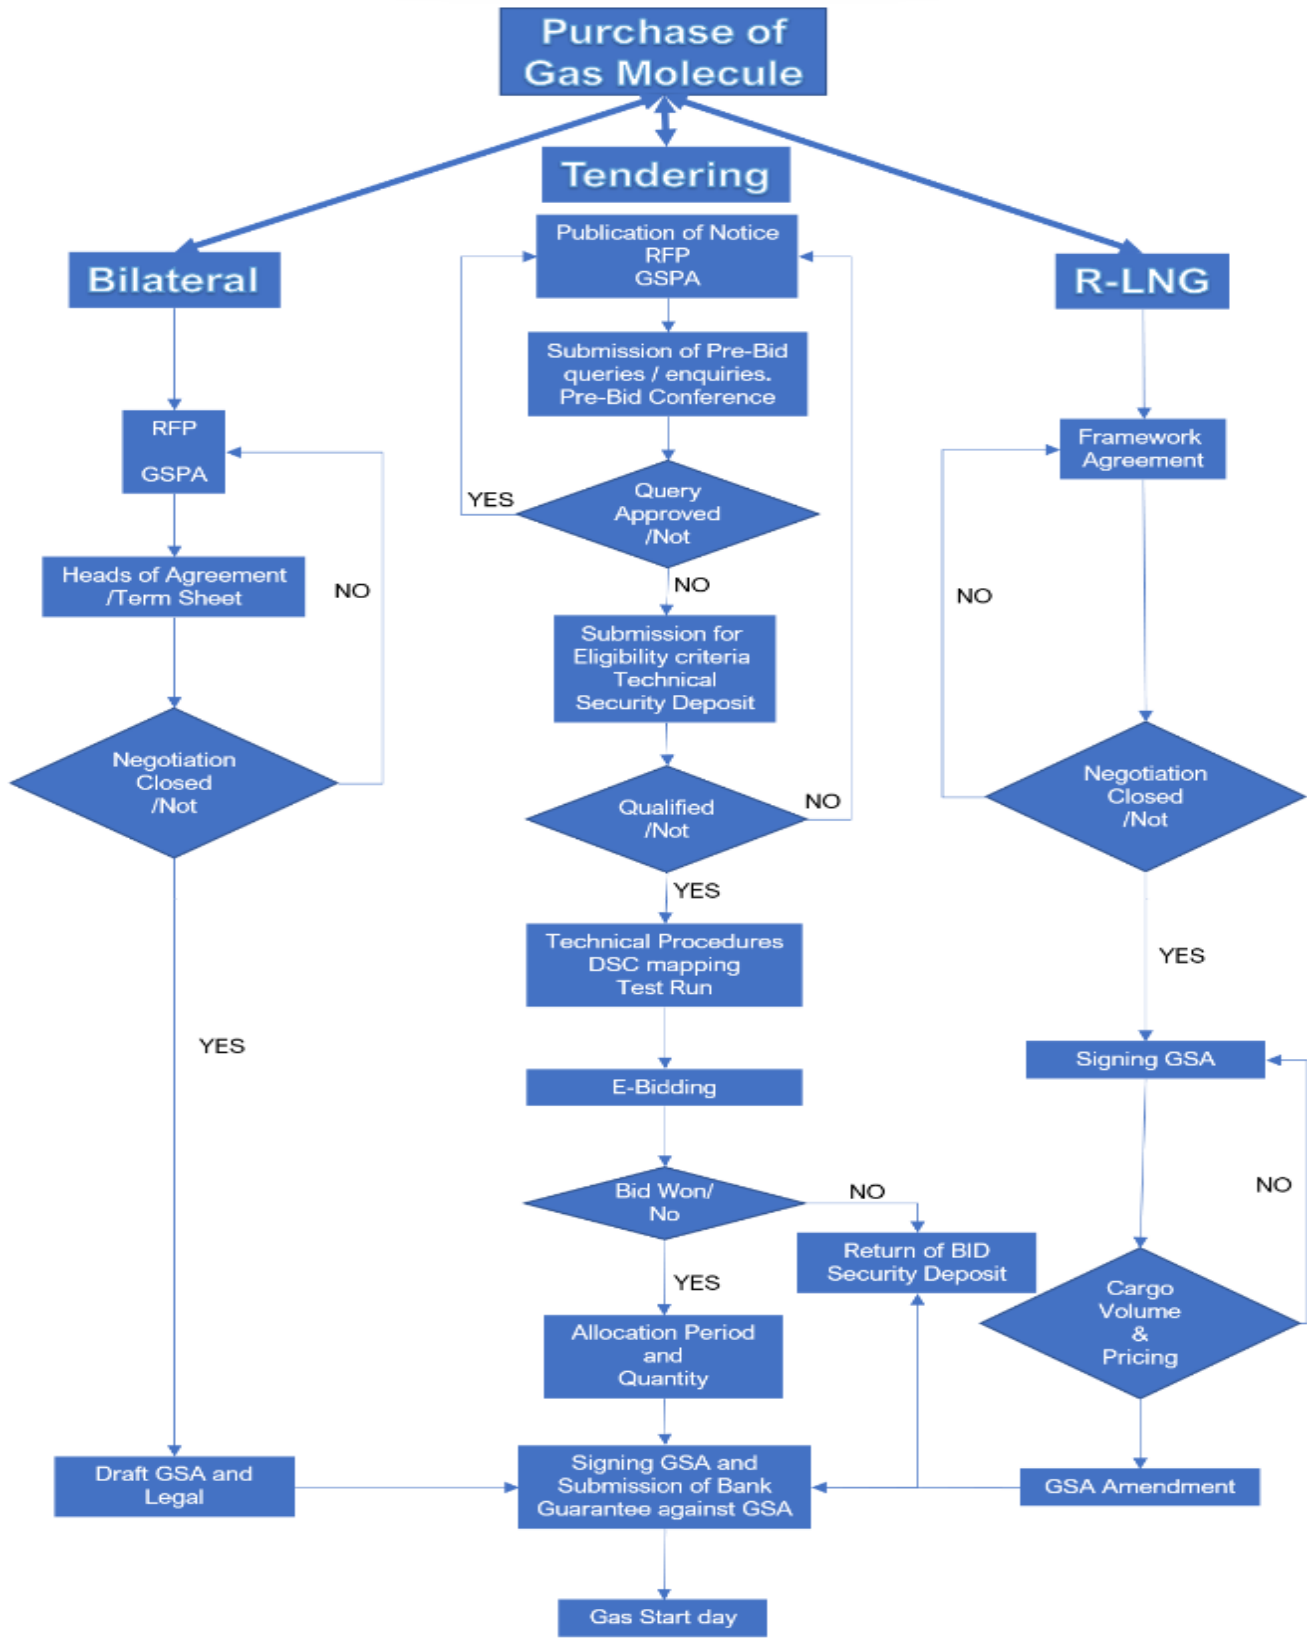 Purchase of
Gas Molecule
Tendering
Bilateral
R-LNG
Publication of Notice
RFP
GSPA
Submission of Pre-Bid
queries / enquiries.
Pre-Bid Conference
Query
Approved
/Not
YES
NO
Submission for
Eligibility criteria
Technical
Security Deposit
Qualified
/Not
NO
YES
Technical Procedures
DSC mapping
Test Run
E-Bidding
Bid Won/
No
NO
YES
Return of BID
Security Deposit
Allocation Period
and
Quantity
Signing GSA and
Submission of Bank
Guarantee against GSA
Gas Start day
RFP
GSPA
Heads of Agreement
/Term Sheet
NO
Negotiation
Closed
/Not
YES
Draft GSA and
Legal
Framework
Agreement
NO
Negotiation
Closed
/Not
YES
Signing GSA
NO
Cargo
Volume
&
Pricing
GSA Amendment